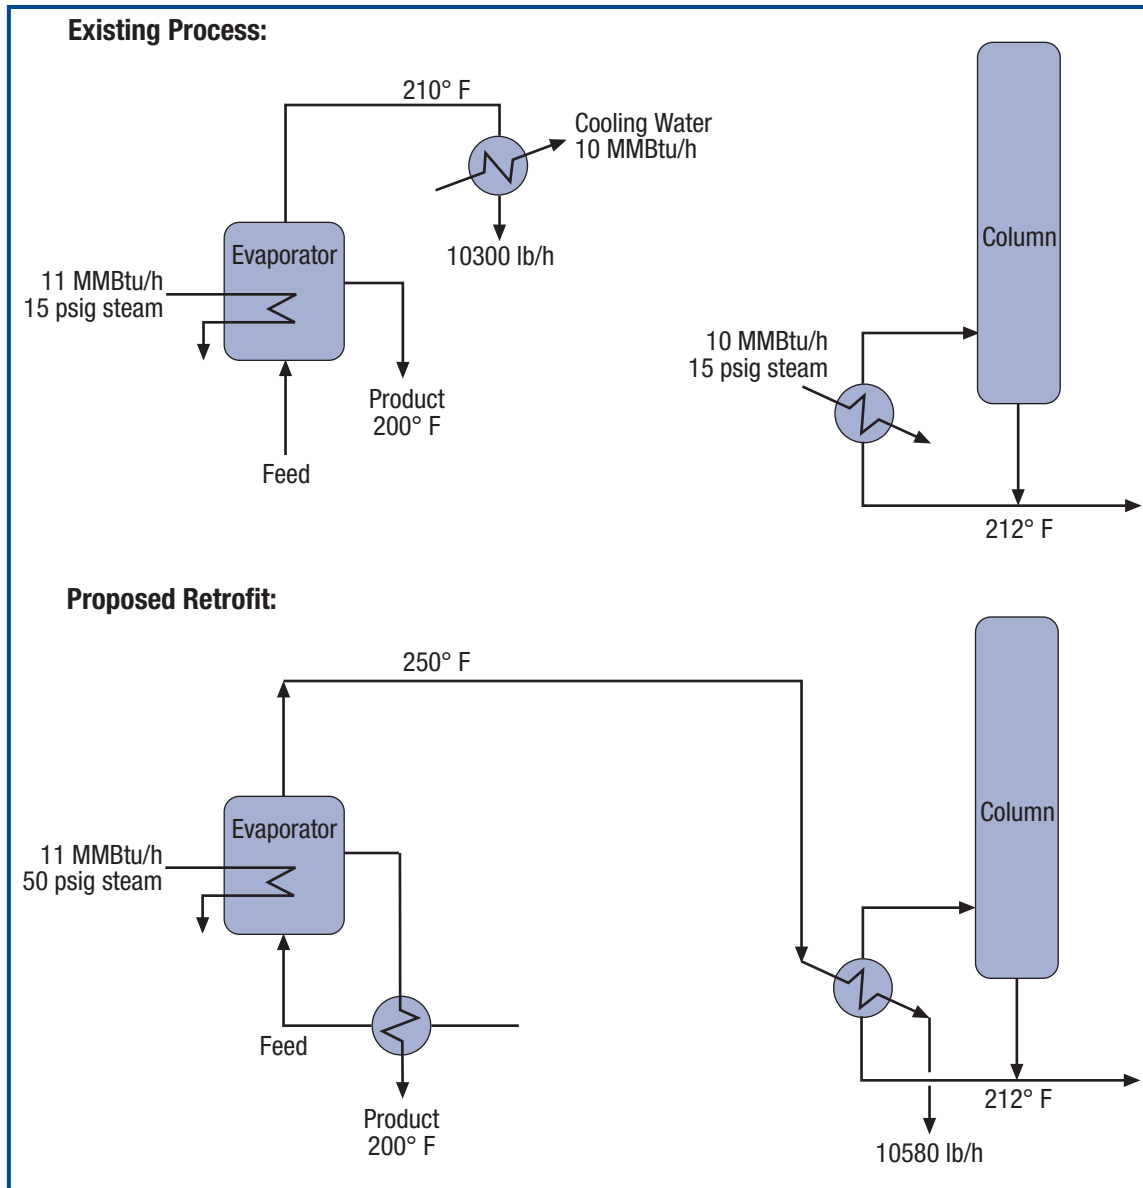 Existing Process:
210° F
Cooling Water
10 MMBtu/h
Evaporator
10300 lb/h
11 MMBtu/h
15 psig steam
Product
200° F
Feed
Column
10 MMBtu/h
15 psig steam
212° F
Proposed Retrofit:
250° F
Evaporator
11 MMBtu/h
50 psig steam
Feed
Product
200° F
Column
212° F
10580 lb/h